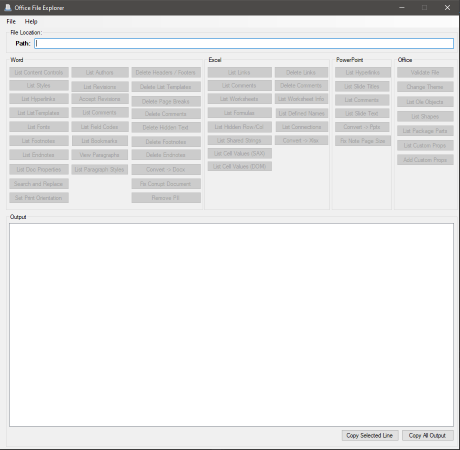 Office File Explorer
File Help
File Location:
Path:
Word
List Content Controls List Authors Delete Headers / Footers
List Styles List Revisions Delete List Templates
List Hyperlinks Accept Revisions Delete Page Breaks
List ListTemplates List Comments Delete Comments
List Fonts List Field Codes Delete Hidden Text
List Footnotes List Bookmarks Delete Footnotes
List Endnotes View Paragraphs Delete Endnotes
List Doc Properties List Paragraph Styles Convert -> Docx
Search and Replace Fix Corrupt Document
Set Print Orientation Remove PII
Excel
List Links Delete Links
List Comments Delete Comments
List Worksheets List Worksheet Info
List Formulas List Defined Names
List Hidden Row/Col List Connections
List Shared Strings Convert ->
List Cell Values (SAX)
List Cell Values (DOM)
PowerPoint
List Hyperlinks
List Slide Titles
List Comments
List Slide Text
Convert ->
Fix Note Page Size
Office
Validate File
Change Theme
List Ole Objects
List Shapes
List Package Parts
List Custom Props
Add Custom Props
Output
Copy Selected Line Copy All Output